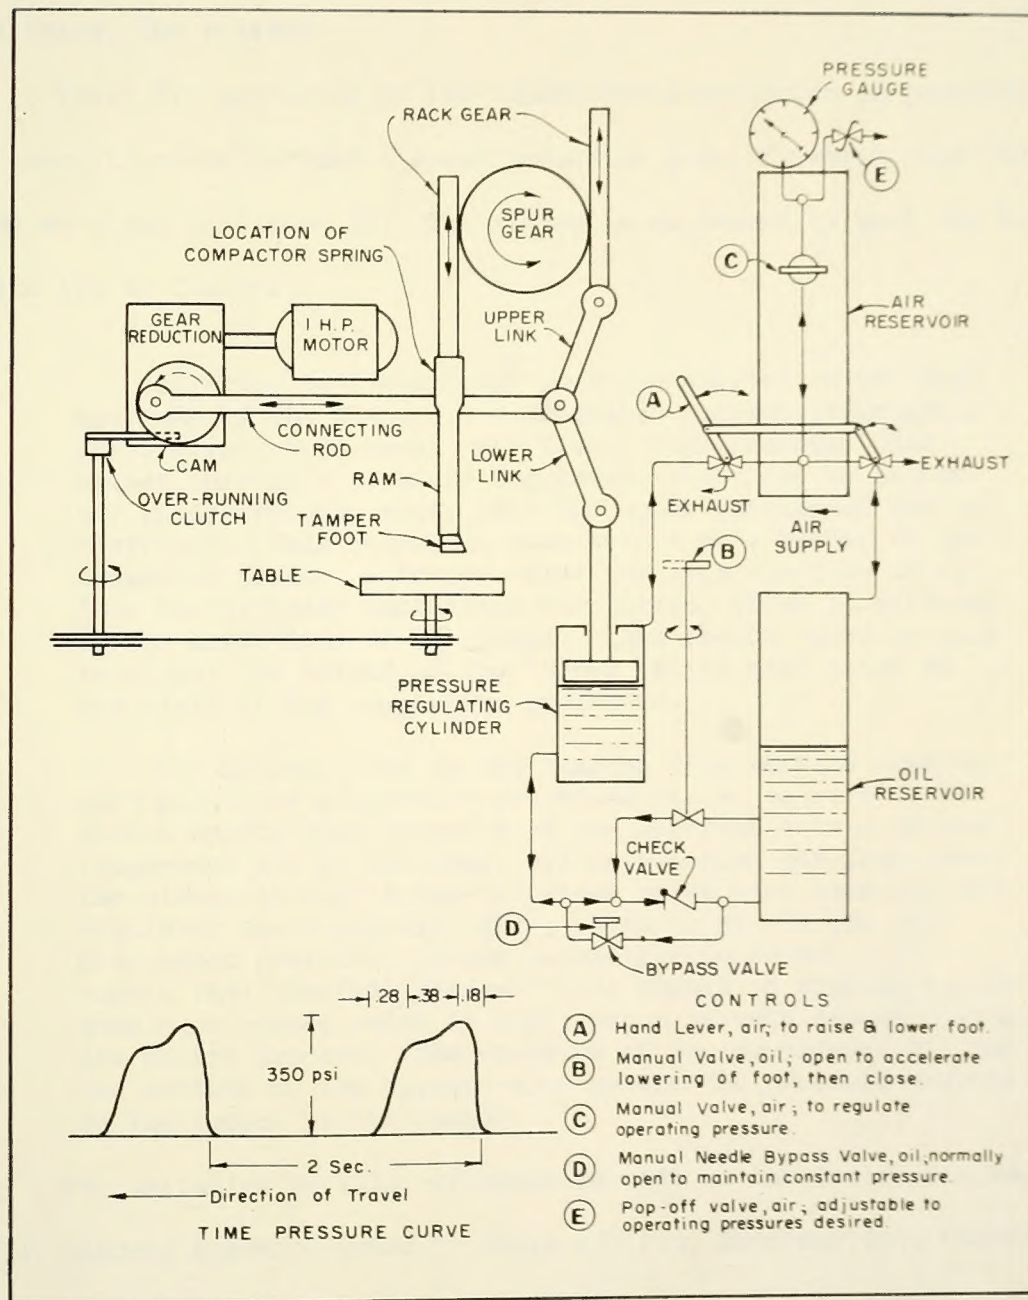 PRESSURE
GAUGE
E
RACK GEAR
SPUR
GEAR
LOCATION OF
COMPACTOR SPRING
C
GEAR
REDUCTION
1 H.P.
MOTOR
UPPER
LINK
AIR
RESERVOIR
A
CONNECTING
ROD
CAM
LOWER
LINK
RAM
OVER-RUNNING
CLUTCH
EXHAUST
EXHAUST
TAMPER
FOOT
AIR
SUPPLY
B
TABLE
PRESSURE
REGULATING
CYLINDER
OIL
RESERVOIR
CHECK
VALVE
D
BYPASS VALVE
.28 .38 .18
350 psi
2 Sec.
Direction of Travel
TIME PRESSURE CURVE
CONTROLS
A Hand Lever, air; to raise & lower foot.
B Manual Valve, oil; open to accelerate
lowering of foot, then close.
C Manual Valve, air; to regulate
operating pressure.
D Manual Needle Bypass Valve, oil, normally
open to maintain constant pressure.
E Pop-off valve, air; adjustable to
operating pressures desired.